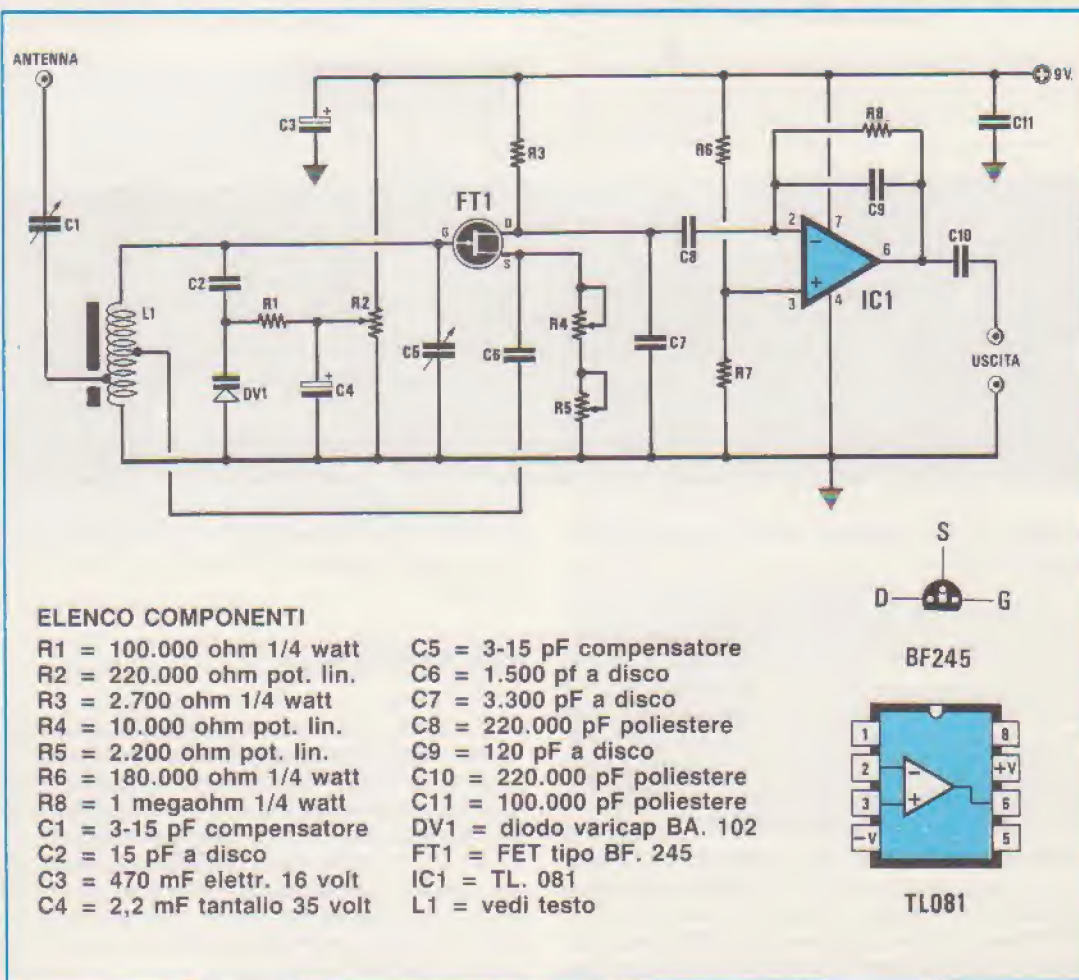 ANTENNA
C1
L1
C2
R1
DV1
C4
R2
C3
C5
FT1
G
D
S
R3
C6
R4
R5
C7
C8
R6
R7
R8
C9
2
3
7
4
6
IC1
C10
C11
9V.
USCITA
ELENCO COMPONENTI
R1 = 100.000 ohm 1/4 watt
R2 = 220.000 ohm pot. lin.
R3 = 2.700 ohm 1/4 watt
R4 = 10.000 ohm pot. lin.
R5 = 2.200 ohm pot. lin.
R6 = 180.000 ohm 1/4 watt
R8 = 1 megaohm 1/4 watt
C1 = 3-15 pF compensatore
C2 = 15 pF a disco
C3 = 470 mF elettr. 16 volt
C4 = 2,2 mF tantalio 35 volt
C5 = 3-15 pF compensatore
C6 = 1.500 pf a disco
C7 = 3.300 pF a disco
C8 = 220.000 pF poliestere
C9 = 120 pF a disco
C10 = 220.000 pF poliestere
C11 = 100.000 pF poliestere
DV1 = diodo varicap BA. 102
FT1 = FET tipo BF. 245
IC1 = TL. 081
L1 = vedi testo
S
D G
BF245
1 8
2 +V
3 6
-V 5
TL081